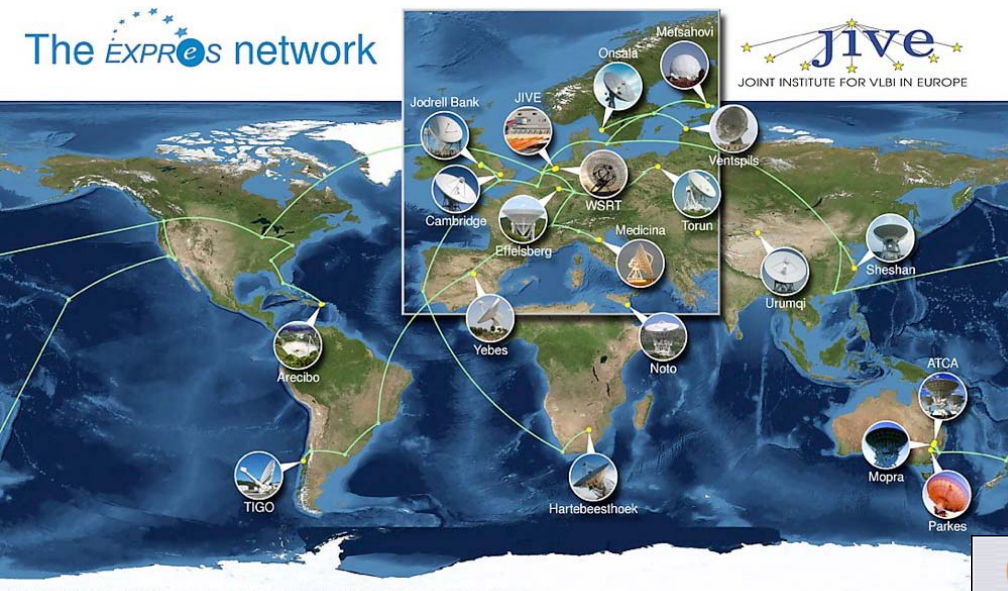 The EXPReS network
JIVE
JOINT INSTITUTE FOR VLBI IN EUROPE
Metsahovi
Onsala
Jodrell Bank
JIVE
Ventspils
Cambridge
WSRT
Torun
Effelsberg
Medicina
Sheshan
Urumqi
Yebes
Noto
Arecibo
ATCA
Mopra
TIGO
Hartebeesthoek
Parkes